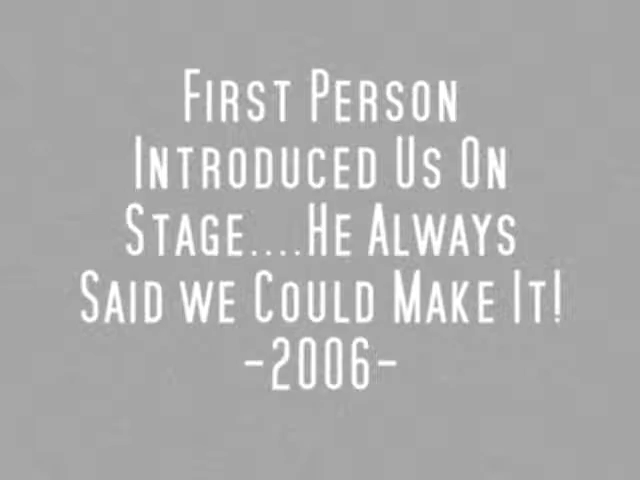 First Person
Introduced Us On
Stage....He Always
Said we Could Make It!
-2006-